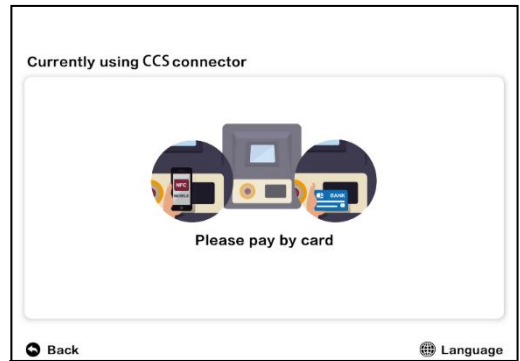 Currently using CCS connector
NFC
MOBILE
BANK
Please pay by card
Back
Language